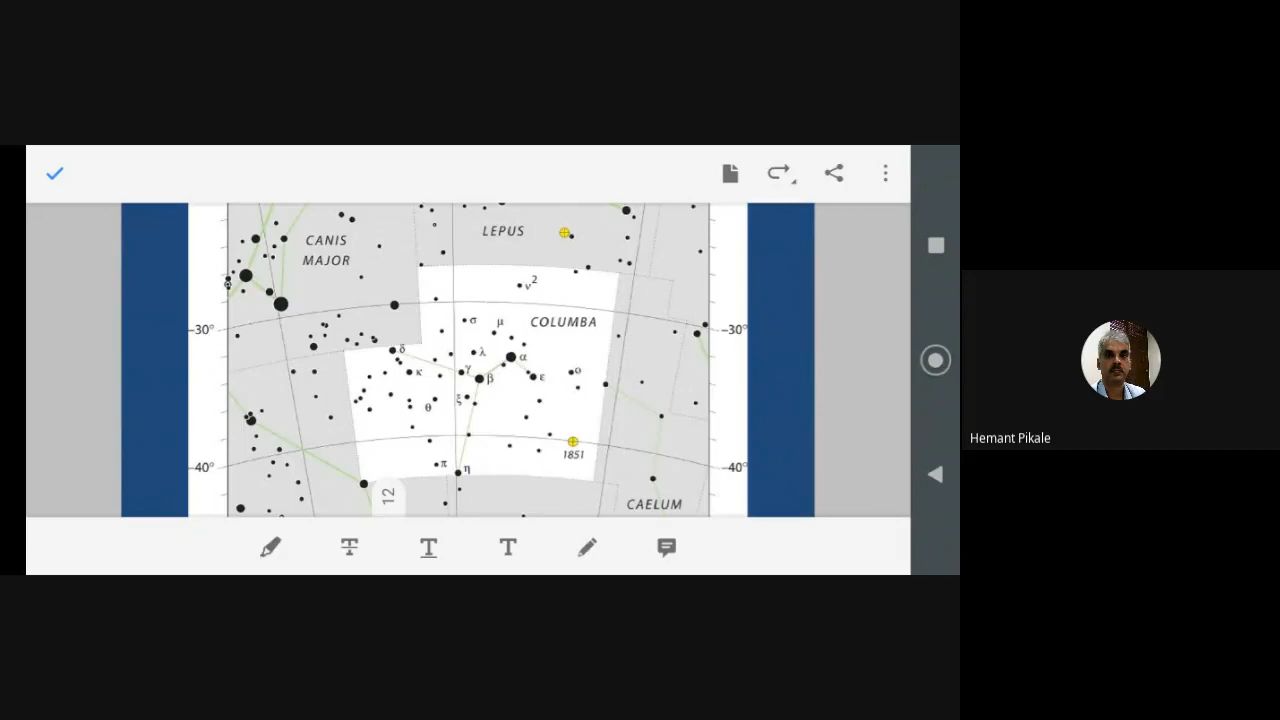 CANIS
MAJOR
LEPUS
ν2
-30°
σ
μ
COLUMBA
-30°
δ
λ
α
κ
γ
β
ε
ο
θ
ξ
1851
π
η
-40°
-40°
12
CAELUM
T
T
T
Hemant Pikale